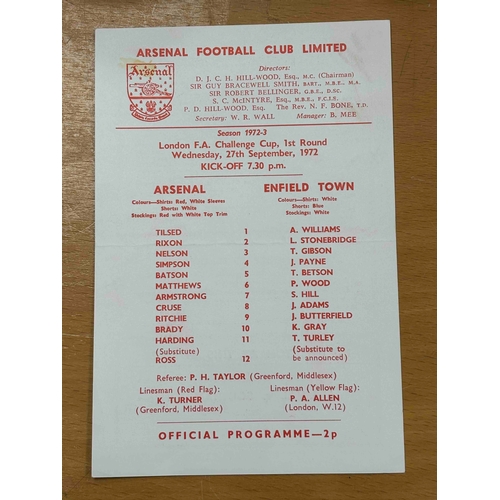 ARSENAL FOOTBALL CLUB LIMITED
Arsenal
Directors:
D. J. C. H. HILL-WOOD, Esq., M.C. (Chairman)
SIR GUY BRACEWELL SMITH, BART., M.B.E., M.A.
SIR ROBERT BELLINGER, G.B.E., D.SC.
S. C. McINTYRE, Esq., M.B.E., F.C.I.S.
P. D. HILL-WOOD, Esq. The Rev. N. F. BONE, T.D.
Secretary: W. R. WALL Manager: B. MEE
Season 1972-3
London F.A. Challenge Cup, 1st Round
Wednesday, 27th September, 1972
KICK-OFF 7.30 p.m.
ARSENAL ENFIELD TOWN
Colours—Shirts: Red, White Sleeves Colours—Shirts: White
Shorts: White Shorts: Blue
Stockings: Red with White Top Trim Stockings: White
TILSED 1 A. WILLIAMS
RIXON 2 L. STONEBRIDGE
NELSON 3 T. GIBSON
SIMPSON 4 J. PAYNE
BATSON 5 T. BETSON
MATTHEWS 6 P. WOOD
ARMSTRONG 7 S. HILL
CRUSE 8 J. ADAMS
RITCHIE 9 J. BUTTERFIELD
BRADY 10 K. GRAY
HARDING 11 T. TURLEY
(Substitute) (Substitute to
ROSS 12 be announced)
Referee: P. H. TAYLOR (Greenford, Middlesex)
Linesman (Red Flag): Linesman (Yellow Flag):
K. TURNER P. A. ALLEN
(Greenford, Middlesex) (London, W.12)
OFFICIAL PROGRAMME—2p